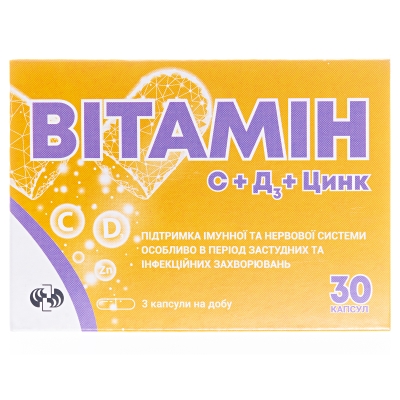 ВІТАМІН
С + Д3 + Цинк
C D
Zn
ПІДТРИМКА ІМУННОЇ ТА НЕРВОВОЇ СИСТЕМИ
ОСОБЛИВО В ПЕРІОД ЗАСТУДНИХ ТА
ІНФЕКЦІЙНИХ ЗАХВОРЮВАНЬ
3 капсули на добу
30
КАПСУЛ